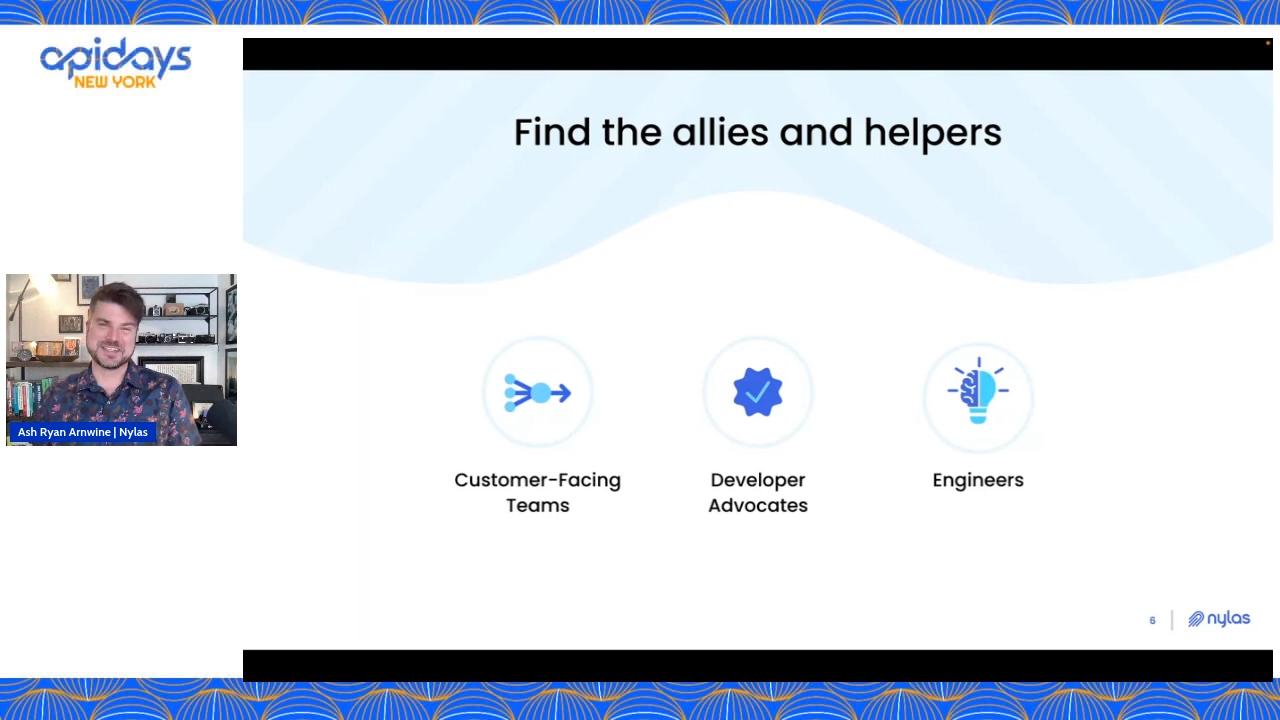 apidays
NEW YORK
Find the allies and helpers
Ash Ryan Arnwine | Nylas
Customer-Facing
Teams
Developer
Advocates
Engineers
6
nylas